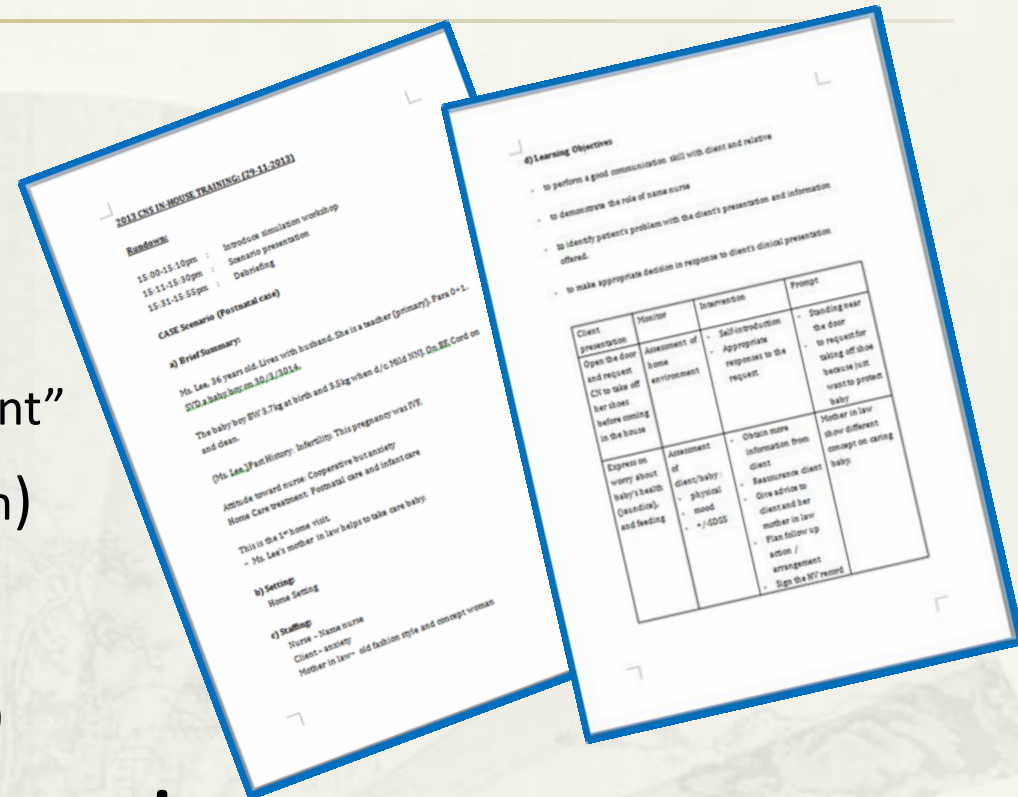 nt”
n)
)
2013 CNS IN-HOUSE TRAINING: (29-11-2013)
Rundown:
15:00-15:10pm : Introduce simulation workshop
15:11-15:30pm : Scenario presentation
15:31-15:55pm : Debriefing
CASE Scenario (Postnatal case)
a) Brief Summary:
Ms. Lee, 36 years old. Lives with husband. She is a teacher (primary). Para 0+1.
SVD a baby boy on 30/3/3014.
The baby boy BW 3.7kg at birth and 3.5kg when d/c. Mild NNJ. On BF. Cord on
and clean.
(Ms. Lee.) Past History: Infertility. This pregnancy was IVF.
Attitude toward nurse: Cooperative but anxiety
Home Care treatment: Postnatal care and infant care
This is the 1st home visit.
– Ms. Lee's mother in law helps to take care baby.
b) Setting:
Home Setting
c) Staffing:
Nurse – Name nurse
Client – anxiety
Mother in law– old fashion style and concept woman
d) Learning Objectives
- to perform a good communication skill with client and relative
- to demonstrate the role of name nurse
- to identify patient's problem with the client's presentation and information
offered.
- to make appropriate decision in response to client's clinical presentation
Client
presentation
Monitor
Intervention
Prompt
Open the door
and request
CN to take off
her shoes
before coming
in the house
Assessment of
home
environment
- Self-introduction
- Appropriate
responses to the
request
- Standing near
the door
- to request for
taking off shoe
because just
want to protect
baby
Express on
worry about
baby's health
(jaundice),
and feeding
Assessment
of
client/baby:
- physical
- mood
- +/-SDSS
- Obtain more
information from
client
- Reassurance client
- Give advice to
client and her
mother in law
- Plan follow up
action /
arrangement
- Sign the HV record
Mother in law
show different
concept on caring
baby.